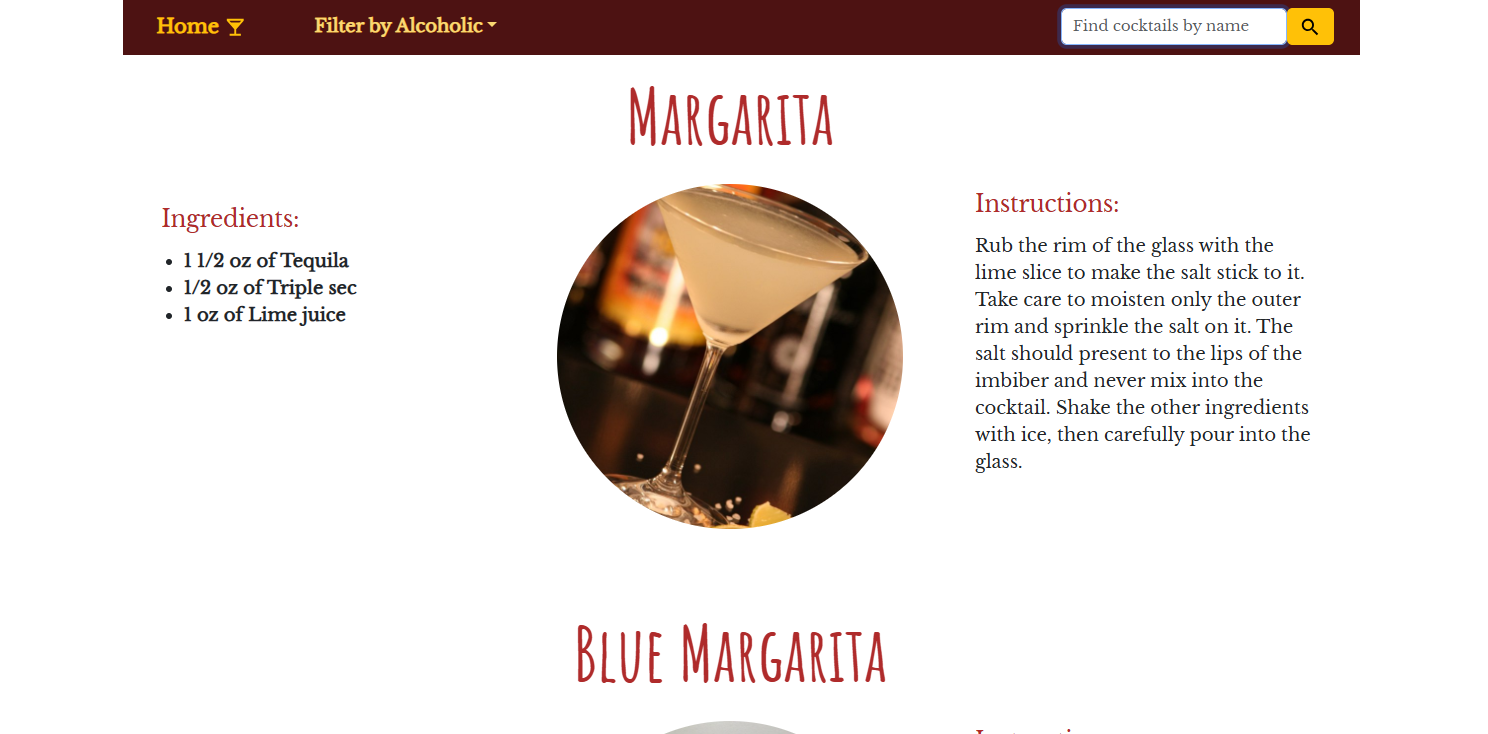 Home
Filter by Alcoholic
Find cocktails by name
Margarita
Ingredients:
1 1/2 oz of Tequila
1/2 oz of Triple sec
1 oz of Lime juice
Instructions:
Rub the rim of the glass with the
lime slice to make the salt stick to it.
Take care to moisten only the outer
rim and sprinkle the salt on it. The
salt should present to the lips of the
imbiber and never mix into the
cocktail. Shake the other ingredients
with ice, then carefully pour into the
glass.
Blue Margarita